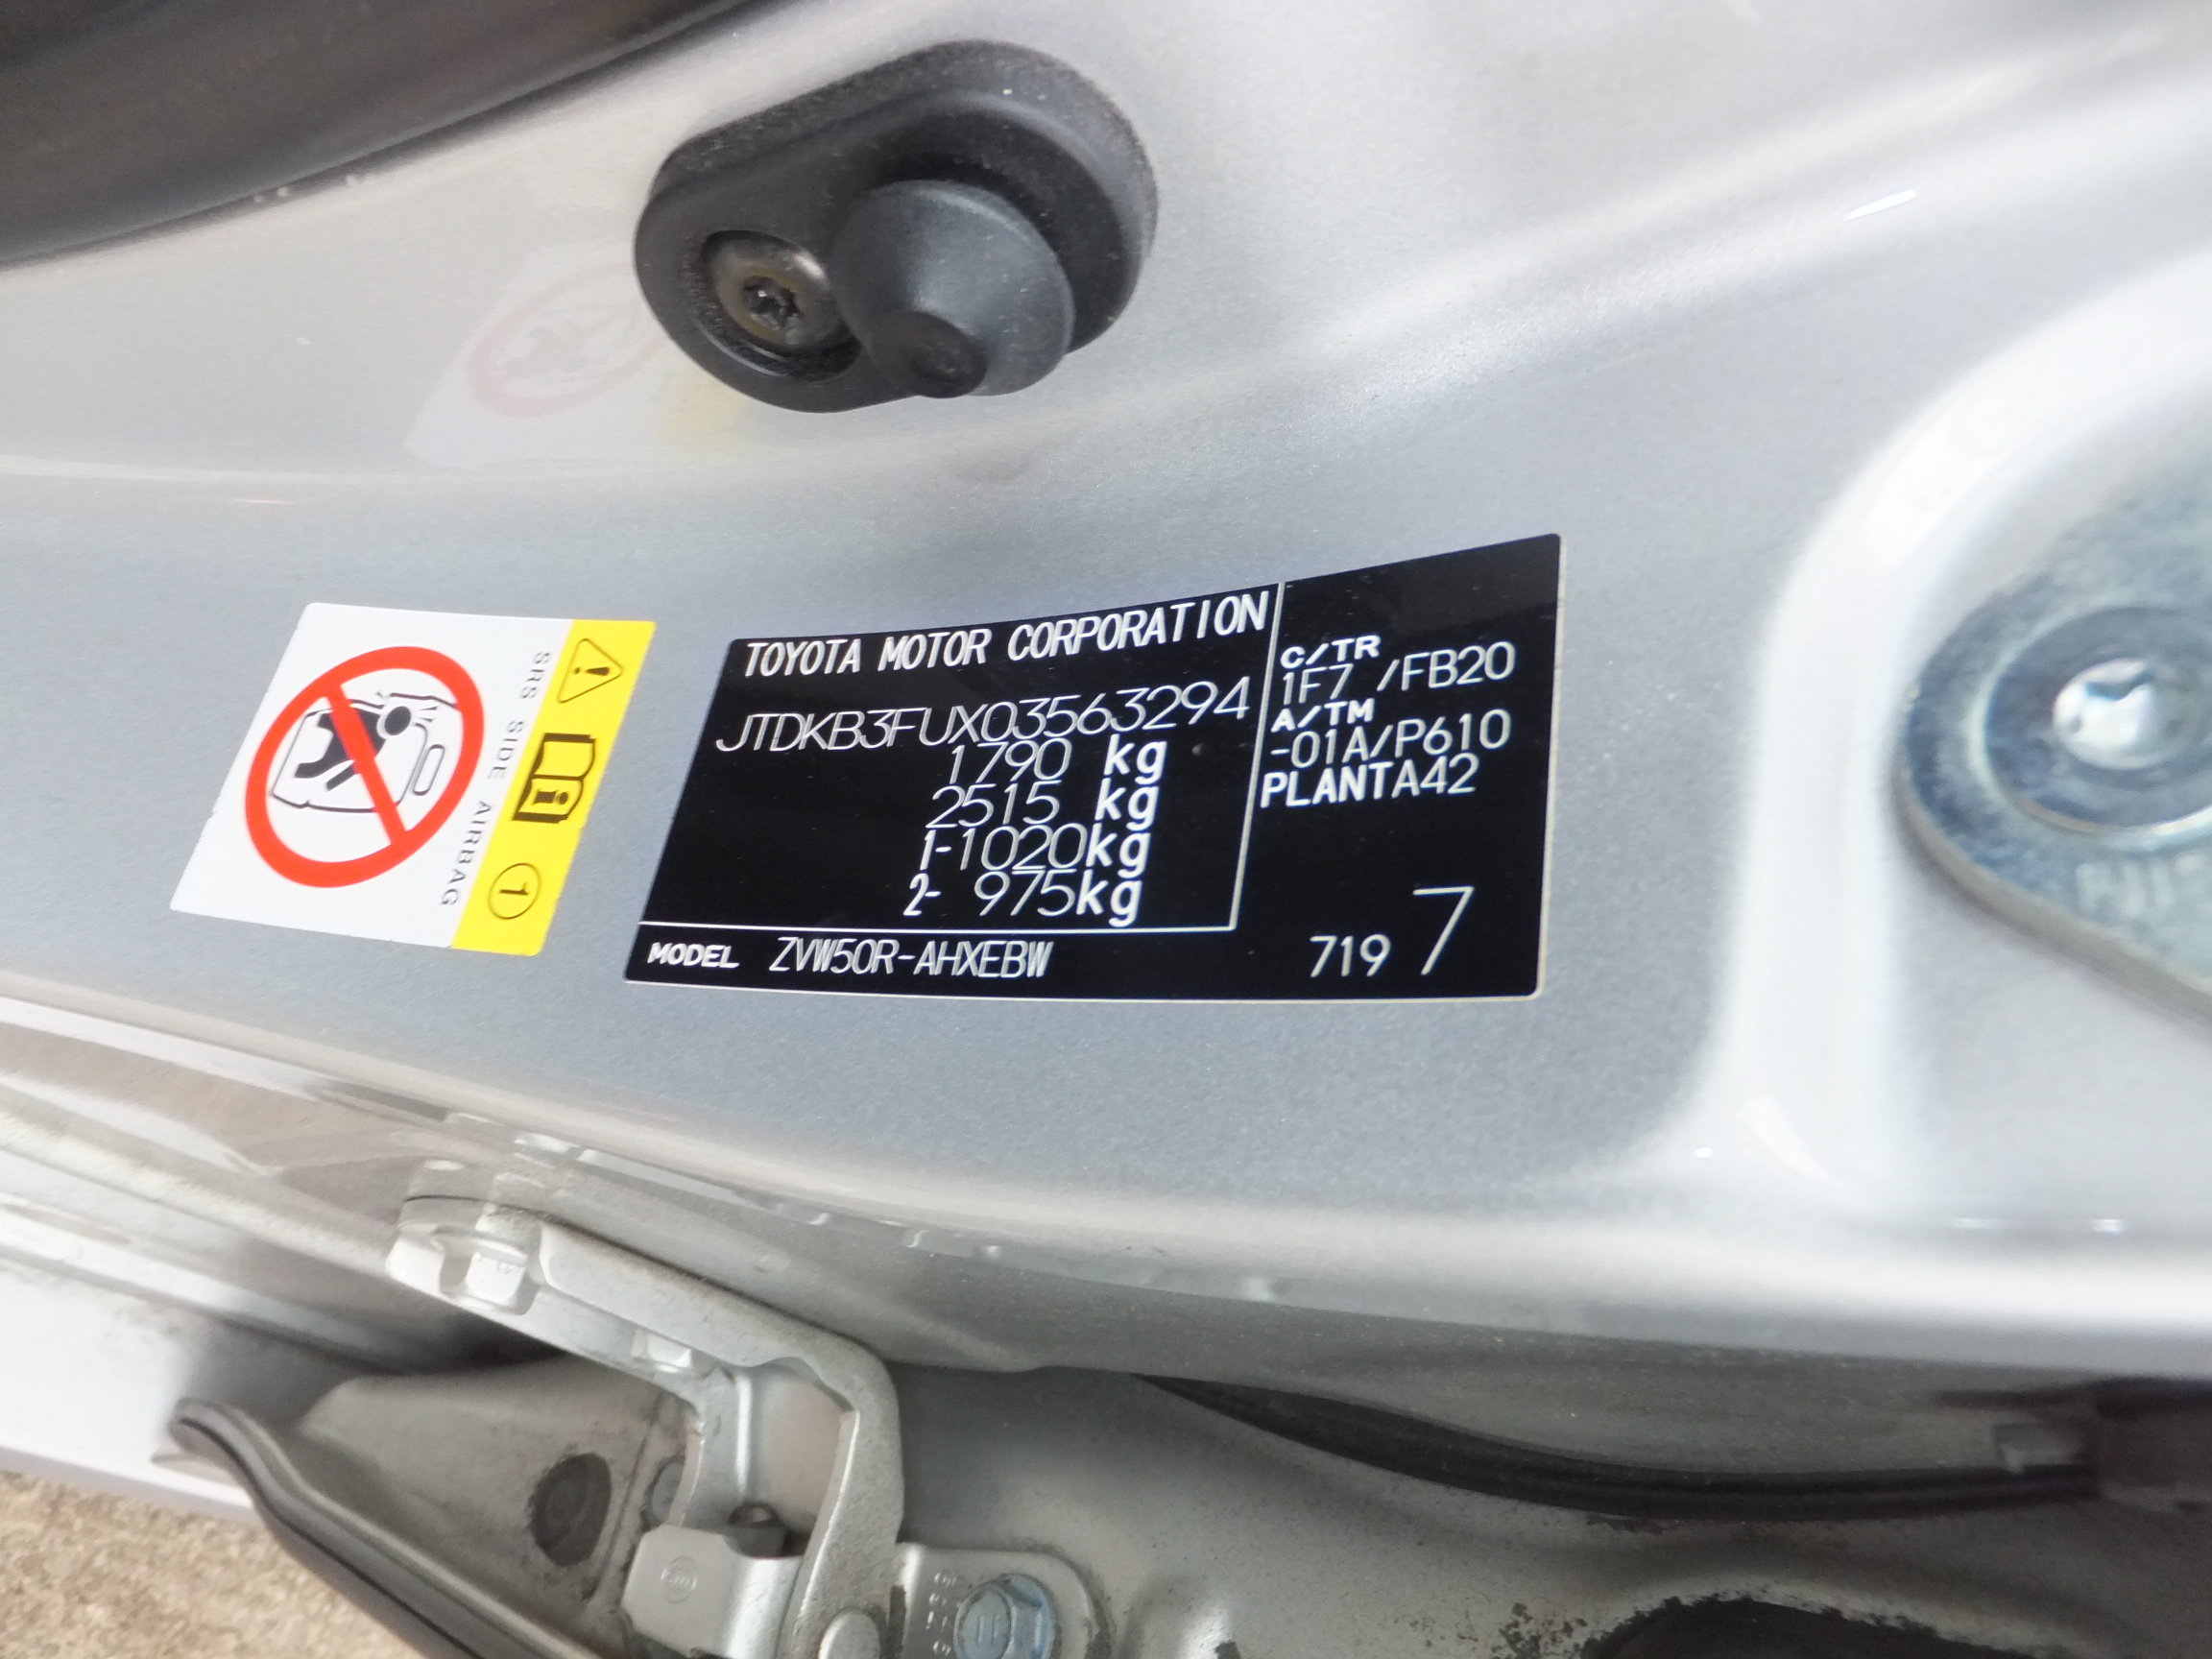 SRS SIDE AIRBAG
1
TOYOTA MOTOR CORPORATION
JTDKB3FUX03563294
1790 kg
2515 kg
1-1020kg
2- 975kg
MODEL ZVW50R-AHXEBW
C/TR
1F7 /FB20
A/TM
-01A/P610
PLANTA42
719 7